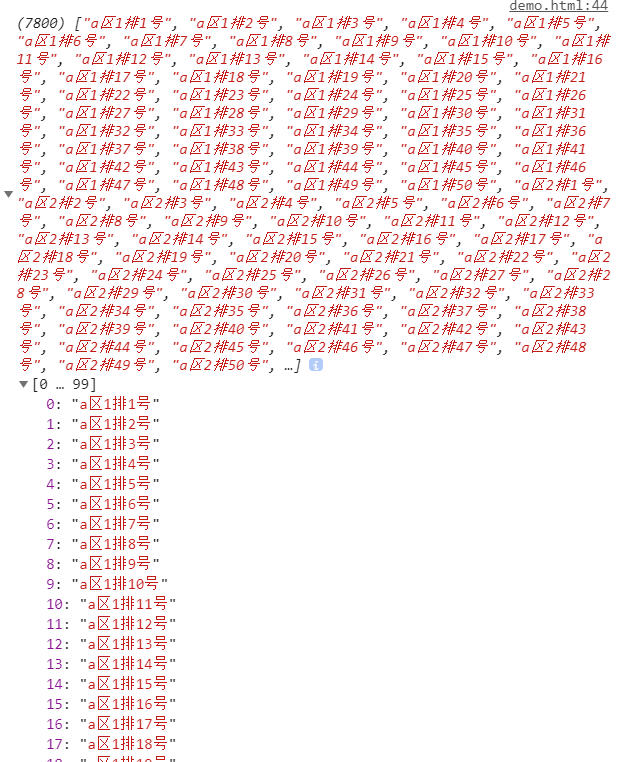 demo.html:44
(7800) ["a区1排1号", "a区1排2号", "a区1排3号", "a区1排4号", "a区1排5号",
"a区1排6号", "a区1排7号", "a区1排8号", "a区1排9号", "a区1排10号", "a区1排
11号", "a区1排12号", "a区1排13号", "a区1排14号", "a区1排15号", "a区1排16
号", "a区1排17号", "a区1排18号", "a区1排19号", "a区1排20号", "a区1排21
号", "a区1排22号", "a区1排23号", "a区1排24号", "a区1排25号", "a区1排26
号", "a区1排27号", "a区1排28号", "a区1排29号", "a区1排30号", "a区1排31
号", "a区1排32号", "a区1排33号", "a区1排34号", "a区1排35号", "a区1排36
号", "a区1排37号", "a区1排38号", "a区1排39号", "a区1排40号", "a区1排41
号", "a区1排42号", "a区1排43号", "a区1排44号", "a区1排45号", "a区1排46
号", "a区1排47号", "a区1排48号", "a区1排49号", "a区1排50号", "a区2排1号",
"a区2排2号", "a区2排3号", "a区2排4号", "a区2排5号", "a区2排6号", "a区2排7
号", "a区2排8号", "a区2排9号", "a区2排10号", "a区2排11号", "a区2排12号",
"a区2排13号", "a区2排14号", "a区2排15号", "a区2排16号", "a区2排17号", "a
区2排18号", "a区2排19号", "a区2排20号", "a区2排21号", "a区2排22号", "a区2排
23号", "a区2排24号", "a区2排25号", "a区2排26号", "a区2排27号", "a区2排2
8号", "a区2排29号", "a区2排30号", "a区2排31号", "a区2排32号", "a区2排33
号", "a区2排34号", "a区2排35号", "a区2排36号", "a区2排37号", "a区2排38
号", "a区2排39号", "a区2排40号", "a区2排41号", "a区2排42号", "a区2排43
号", "a区2排44号", "a区2排45号", "a区2排46号", "a区2排47号", "a区2排48
号", "a区2排49号", "a区2排50号", …] i
[0 … 99]
0: "a区1排1号"
1: "a区1排2号"
2: "a区1排3号"
3: "a区1排4号"
4: "a区1排5号"
5: "a区1排6号"
6: "a区1排7号"
7: "a区1排8号"
8: "a区1排9号"
9: "a区1排10号"
10: "a区1排11号"
11: "a区1排12号"
12: "a区1排13号"
13: "a区1排14号"
14: "a区1排15号"
15: "a区1排16号"
16: "a区1排17号"
17: "a区1排18号"